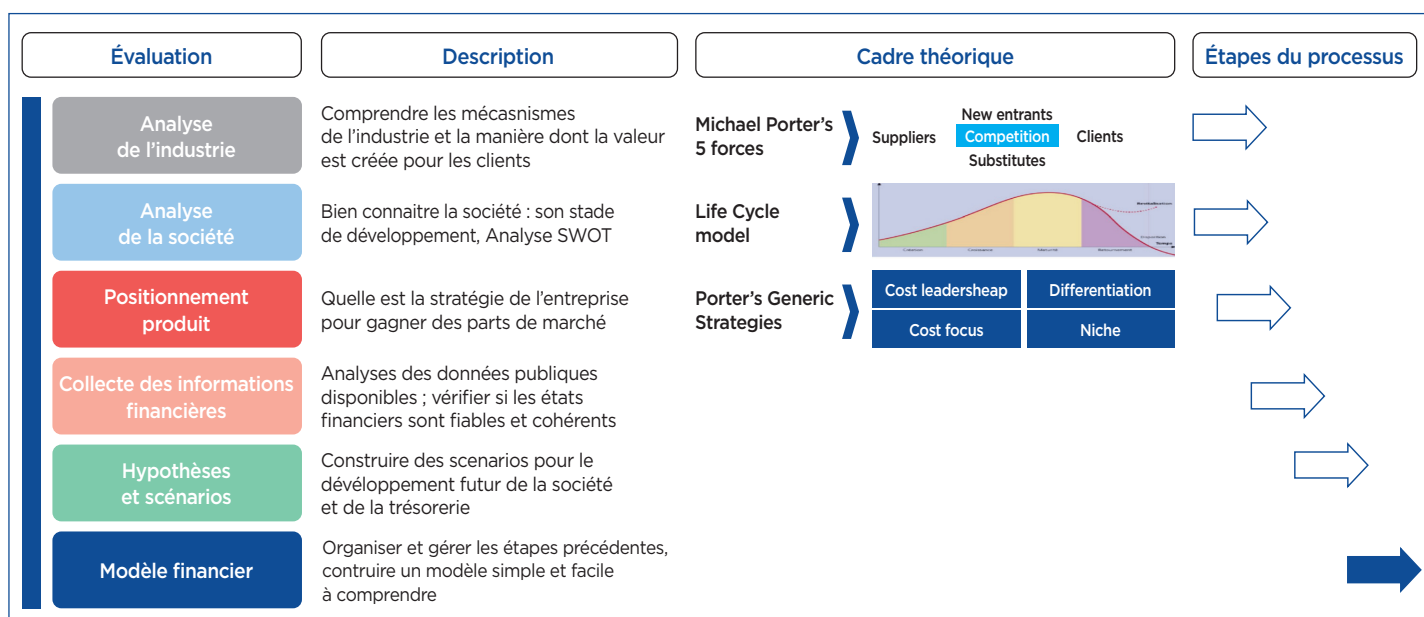 Évaluation
Description
Cadre théorique
Étapes du processus
Analyse
de l'industrie
Comprendre les mécasnismes
de l'industrie et la manière dont la valeur
est créée pour les clients
Michael Porter's
5 forces
New entrants
Suppliers
Competition
Clients
Substitutes
Analyse
de la société
Bien connaitre la société : son stade
de développement, Analyse SWOT
Life Cycle
model
Création
Croissance
Maturité
Temps
Positionnement
produit
Quelle est la stratégie de l'entreprise
pour gagner des parts de marché
Porter's Generic
Strategies
Cost leadersheap
Differentiation
Cost focus
Niche
Collecte des informations
financières
Analyses des données publiques
disponibles ; vérifier si les états
financiers sont fiables et cohérents
Hypothèses
et scénarios
Construire des scenarios pour le
dévéloppement futur de la société
et de la trésorerie
Modèle financier
Organiser et gérer les étapes précédentes,
contruire un modèle simple et facile
à comprendre